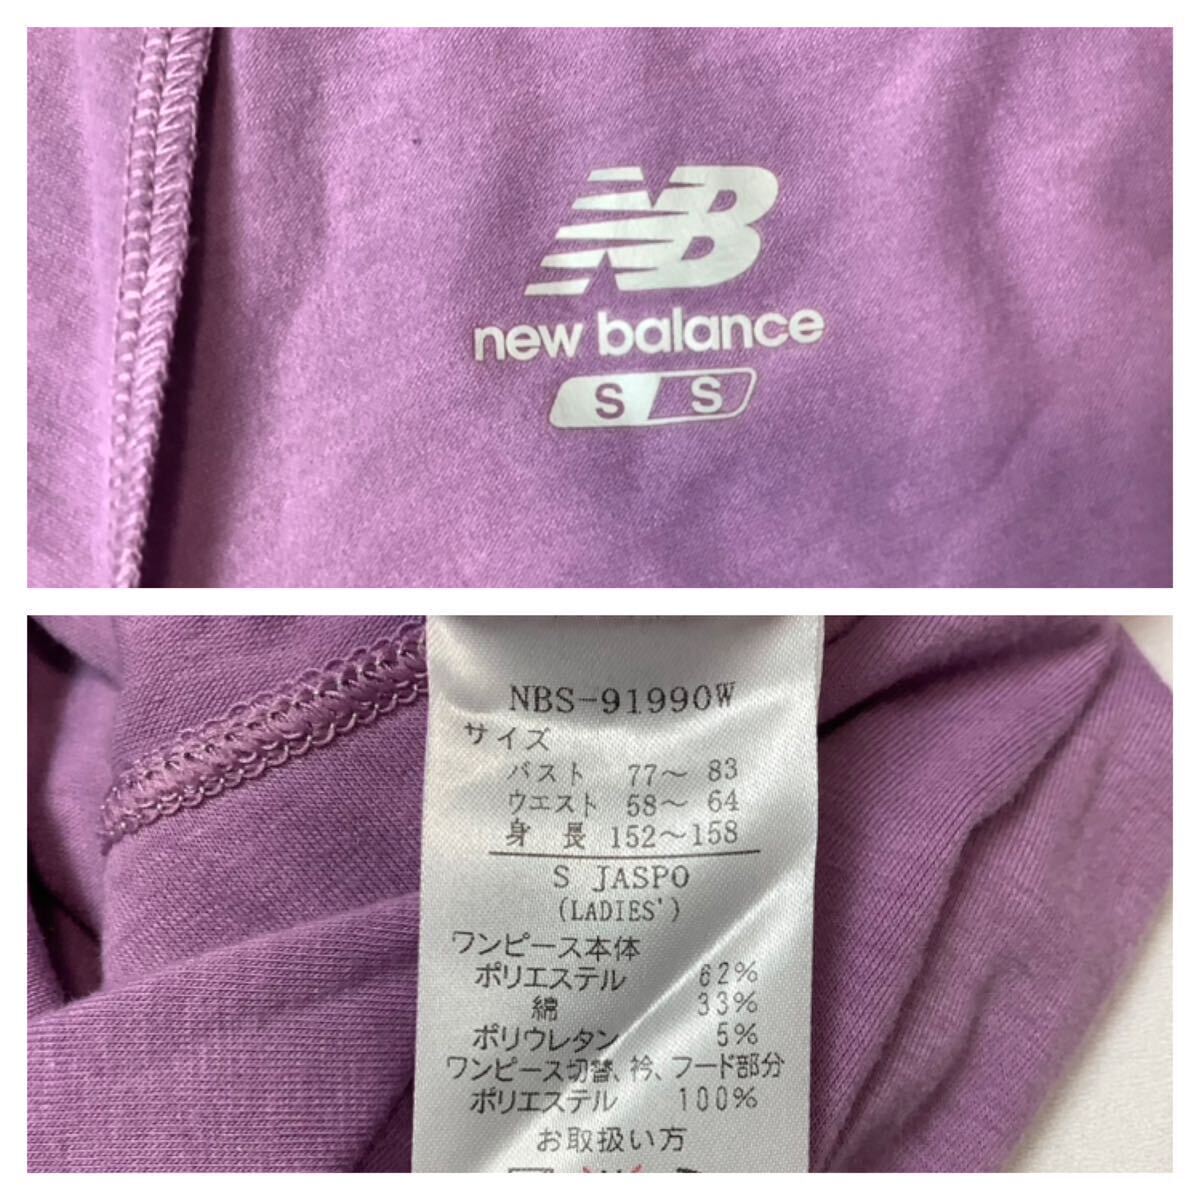 NB
new balance
S S
NBS-91990W
サイズ
バスト 77〜 83
ウエスト 58〜 64
身 長 152〜158
S JASPO
(LADIES')
ワンピース本体
ポリエステル 62%
綿 33%
ポリウレタン 5%
ワンピース切替、衿、フード部分
ポリエステル 100%
お取扱い方